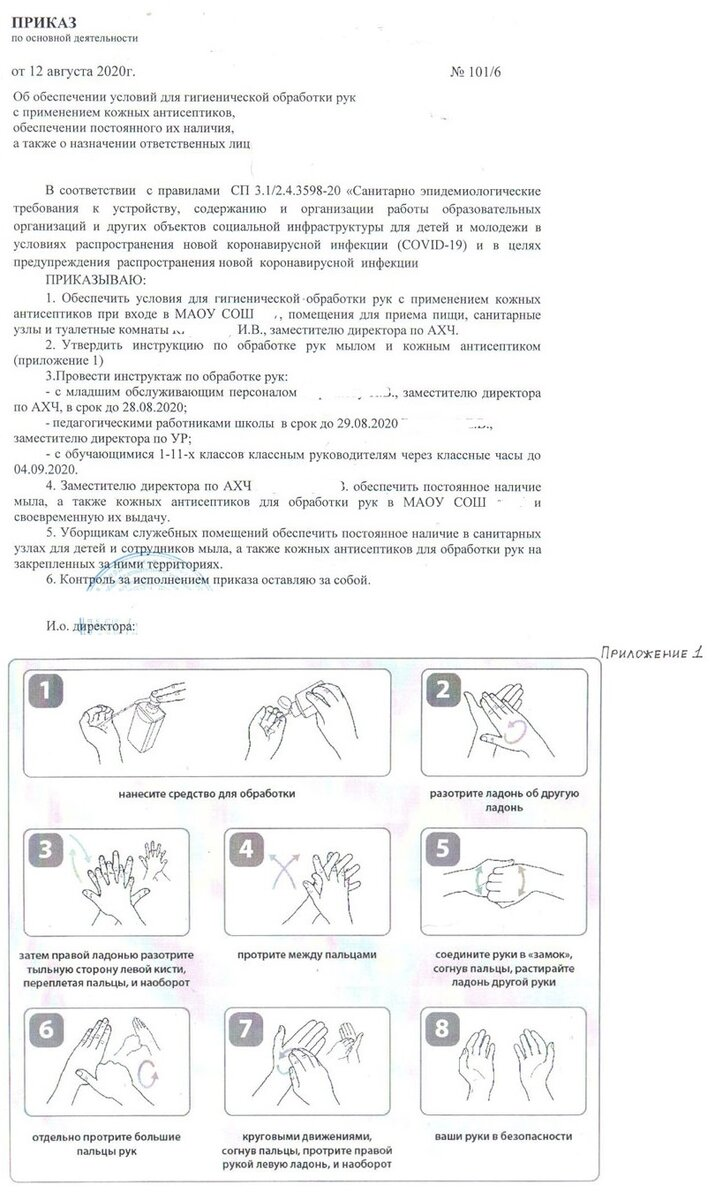 ПРИКАЗ
по основной деятельности
от 12 августа 2020г. № 101/6
Об обеспечении условий для гигиенической обработки рук
с применением кожных антисептиков,
обеспечении постоянного их наличия,
а также о назначении ответственных лиц
В соответствии с правилами СП 3.1/2.4.3598-20 «Санитарно эпидемиологические
требования к устройству, содержанию и организации работы образовательных
организаций и других объектов социальной инфраструктуры для детей и молодежи в
условиях распространения новой коронавирусной инфекции (COVID-19) и в целях
предупреждения распространения новой коронавирусной инфекции
ПРИКАЗЫВАЮ:
1. Обеспечить условия для гигиенической обработки рук с применением кожных
антисептиков при входе в МАОУ СОШ , помещения для приема пищи, санитарные
узлы и туалетные комнаты И.В., заместителю директора по АХЧ.
2. Утвердить инструкцию по обработке рук мылом и кожным антисептиком
(приложение 1)
3.Провести инструктаж по обработке рук:
- с младшим обслуживающим персоналом В., заместителю директора
по АХЧ, в срок до 28.08.2020;
- педагогическими работниками школы в срок до 29.08.2020
заместителю директора по УР;
- с обучающимися 1-11-х классов классным руководителям через классные часы до
04.09.2020.
4. Заместителю директора по АХЧ обеспечить постоянное наличие
мыла, а также кожных антисептиков для обработки рук в МАОУ СОШ и
своевременную их выдачу.
5. Уборщикам служебных помещений обеспечить постоянное наличие в санитарных
узлах для детей и сотрудников мыла, а также кожных антисептиков для обработки рук на
закрепленных за ними территориях.
6. Контроль за исполнением приказа оставляю за собой.
И.о. директора:
Приложение 1
1
2
нанесите средство для обработки
разотрите ладонь об другую
ладонь
3
4
5
затем правой ладонью разотрите
тыльную сторону левой кисти,
переплетая пальцы, и наоборот
протрите между пальцами
соедините руки в «замок»,
согнув пальцы, растирайте
ладонь другой руки
6
7
8
отдельно протрите большие
пальцы рук
круговыми движениями,
согнув пальцы, протрите правой
рукой левую ладонь, и наоборот
ваши руки в безопасности